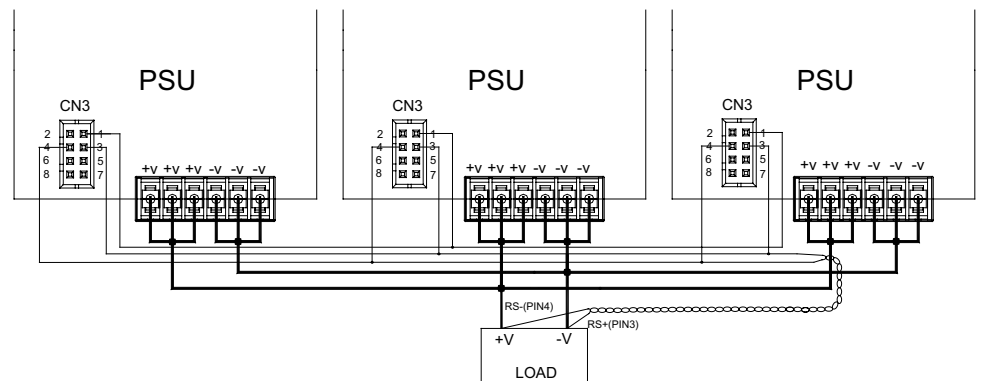 PSU PSU PSU
CN3 CN3 CN3
2 1 2 1 2 1
4 3 4 3 4 3
6 5 6 5 6 5
8 7 8 7 8 7
+V +V +V -V -V -V +V +V +V -V -V -V +V +V +V -V -V -V
RS-(PIN4)
RS+(PIN3)
+V -V
LOAD